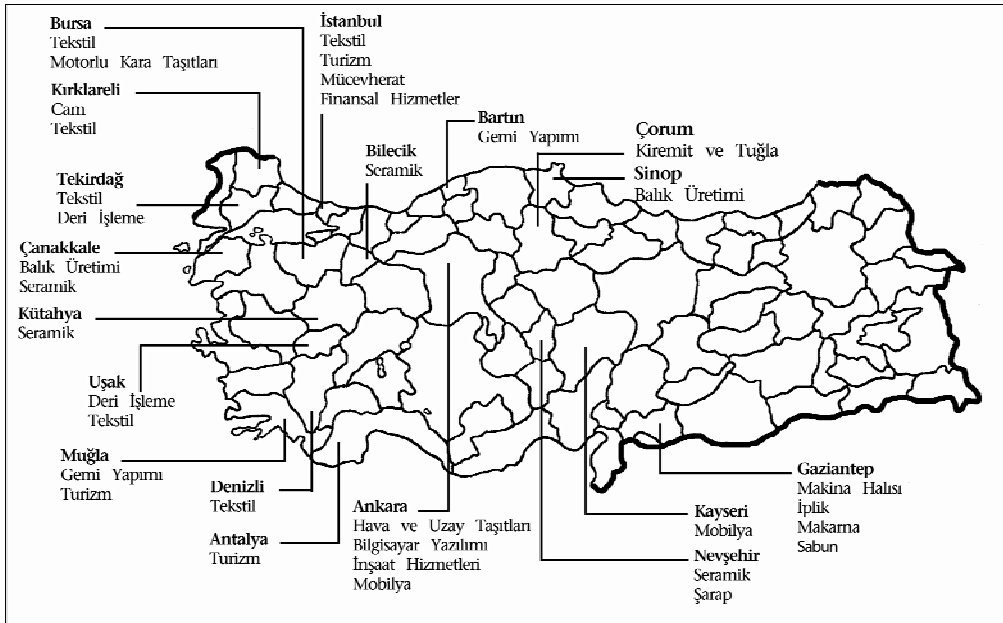 Bursa
Tekstil
Motorlu Kara Taşıtları
Kırklareli
Cam
Tekstil
Tekirdağ
Tekstil
Deri İşleme
Çanakkale
Balık Üretimi
Seramik
Kütahya
Seramik
Uşak
Deri İşleme
Tekstil
Muğla
Gemi Yapımı
Turizm
Denizli
Tekstil
Antalya
Turizm
İstanbul
Tekstil
Turizm
Mücevherat
Finansal Hizmetler
Bilecik
Seramik
Bartın
Gemi Yapımı
Çorum
Kiremit ve Tuğla
Sinop
Balık Üretimi
Ankara
Hava ve Uzay Taşıtları
Bilgisayar Yazılımı
İnşaat Hizmetleri
Mobilya
Kayseri
Mobilya
Nevşehir
Seramik
Şarap
Gaziantep
Makina Halısı
İplik
Makarna
Sabun